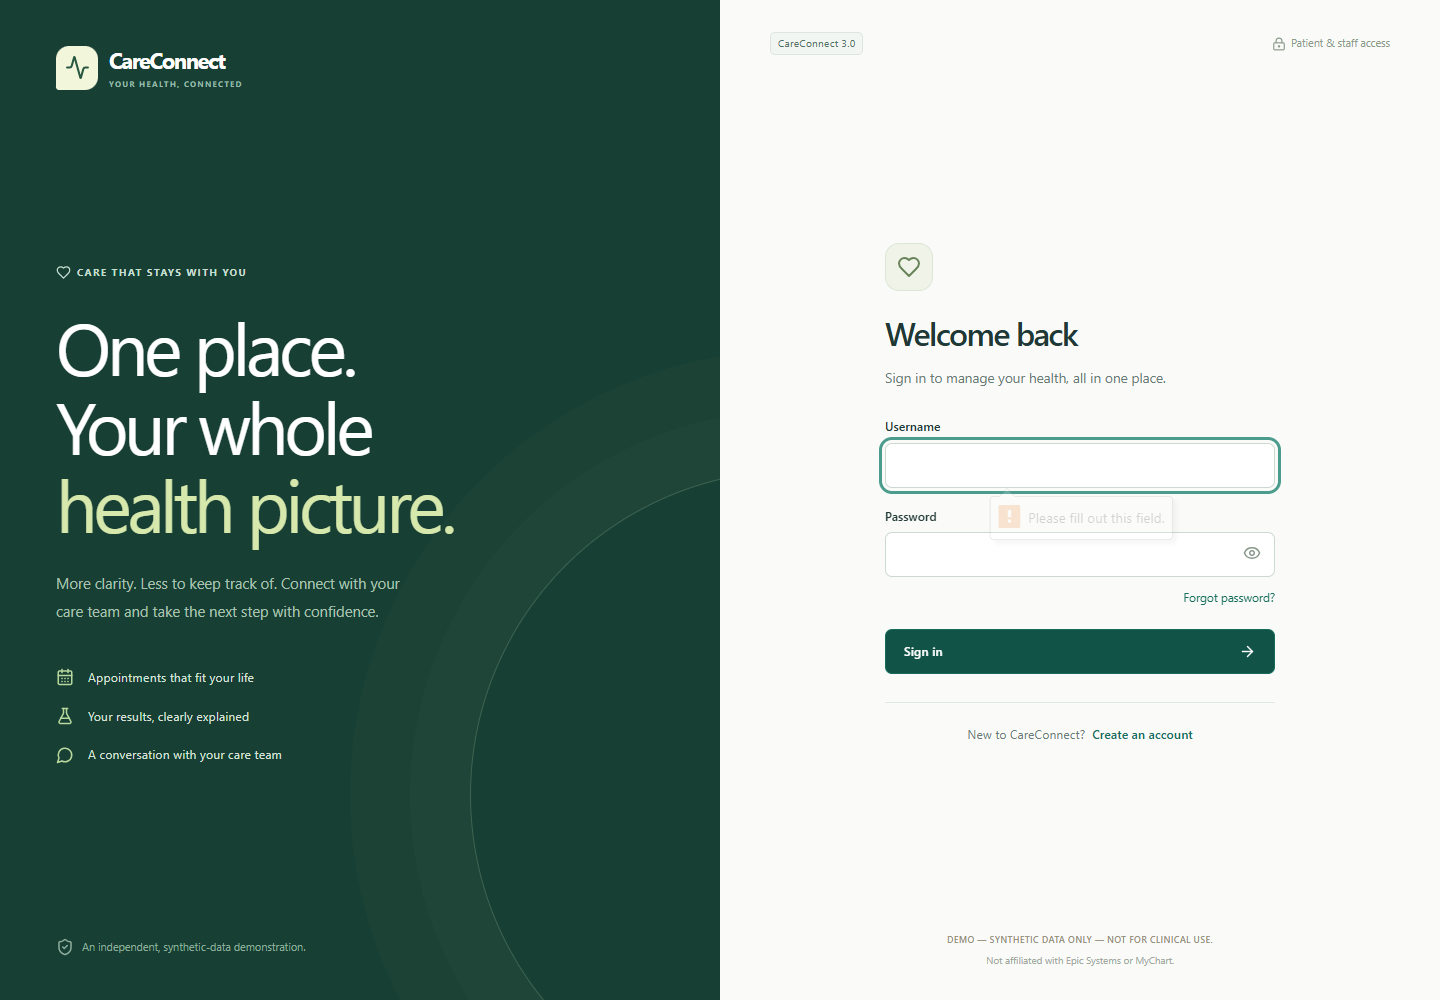 CareConnect
YOUR HEALTH, CONNECTED
CARE THAT STAYS WITH YOU
One place.
Your whole
health picture.
More clarity. Less to keep track of. Connect with your
care team and take the next step with confidence.
Appointments that fit your life
Your results, clearly explained
A conversation with your care team
An independent, synthetic-data demonstration.
CareConnect 3.0
Patient & staff access
Welcome back
Sign in to manage your health, all in one place.
Username
Please fill out this field.
Password
Forgot password?
Sign in
New to CareConnect? Create an account
DEMO — SYNTHETIC DATA ONLY — NOT FOR CLINICAL USE.
Not affiliated with Epic Systems or MyChart.